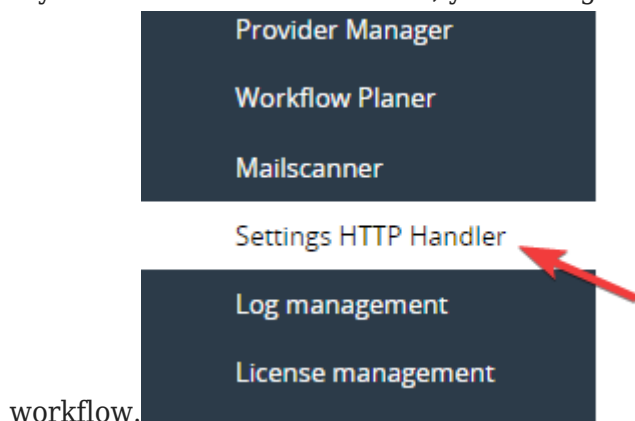 Provider Manager
Workflow Planer
Mailscanner
Settings HTTP Handler
Log management
License management
workflow.